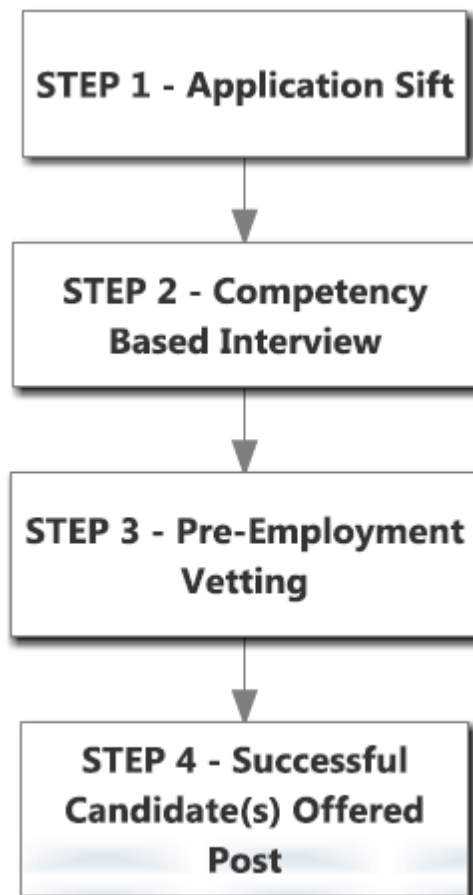 STEP 1 - Application Sift
STEP 2 - Competency
Based Interview
STEP 3 - Pre-Employment
Vetting
STEP 4 - Successful
Candidate(s) Offered
Post